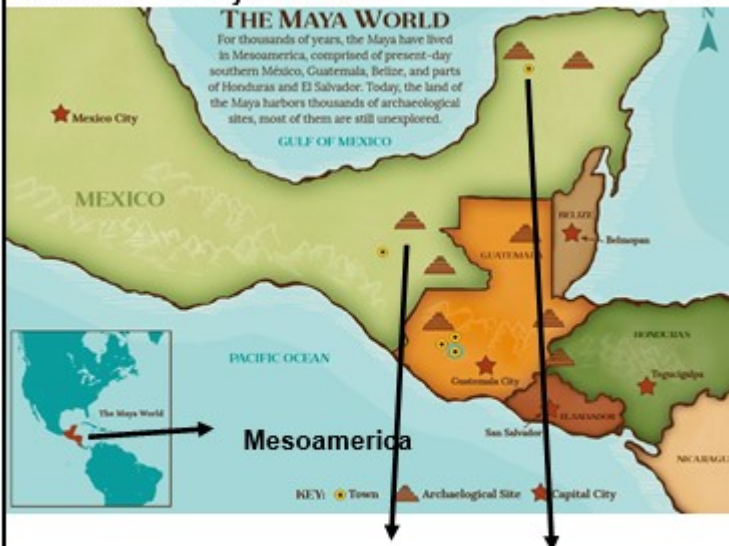 THE MAYA WORLD
For thousands of years, the Maya have lived
in Mesoamerica, comprised of present-day
southern México, Guatemala, Belize, and parts
of Honduras and El Salvador. Today, the land of
the Maya harbors thousands of archaeological
sites, most of them are still unexplored.
N
GULF OF MEXICO
Mexico City
MEXICO
BELIZE
Belmopan
GUATEMALA
HONDURAS
PACIFIC OCEAN
Guatemala City
Tegucigalpa
The Maya World
EL SALVADOR
San Salvador
Mesoamerica
KEY: Town Archaelogical Site Capital City